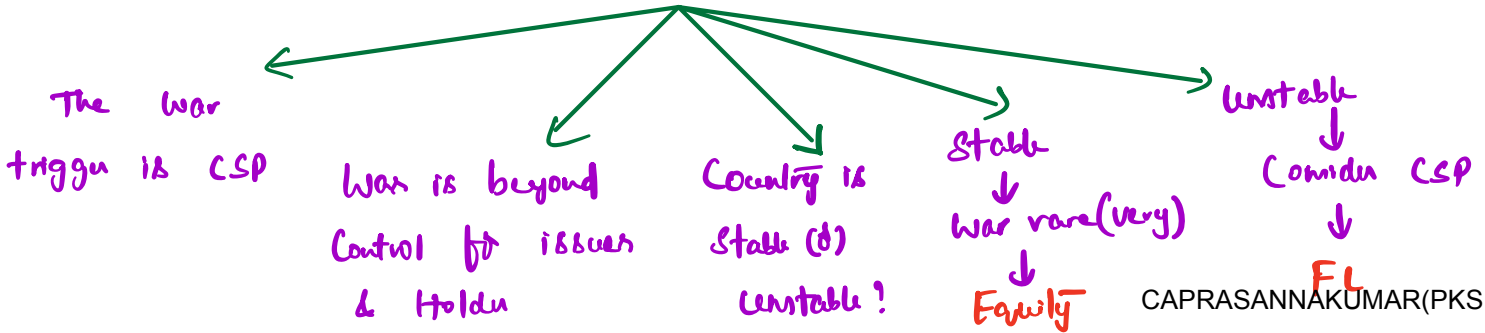 The war
trigger is CSP
War is beyond
Control for issuer
& Holder
Country is
Stable (or)
unstable?
Stable
War rare (very)
Equity
unstable
Consider CSP
FL
CAPRASANNAKUMAR(PKS